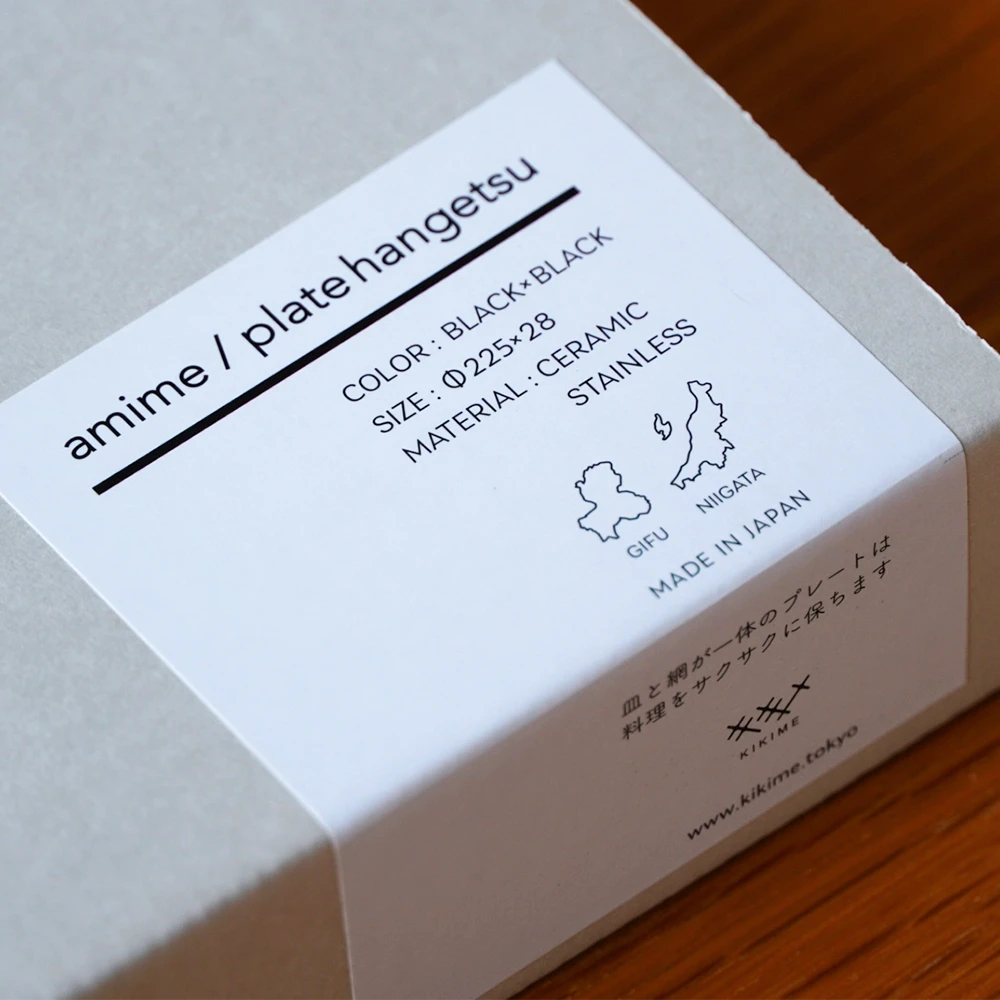 amime / plate hangetsu
COLOR : BLACK×BLACK
SIZE : Φ225×28
MATERIAL : CERAMIC
STAINLESS
GIFU
NIIGATA
MADE IN JAPAN
皿と網が一体のプレートは
料理をサクサクに保ちます
KIKIME
www.kikime.tokyo